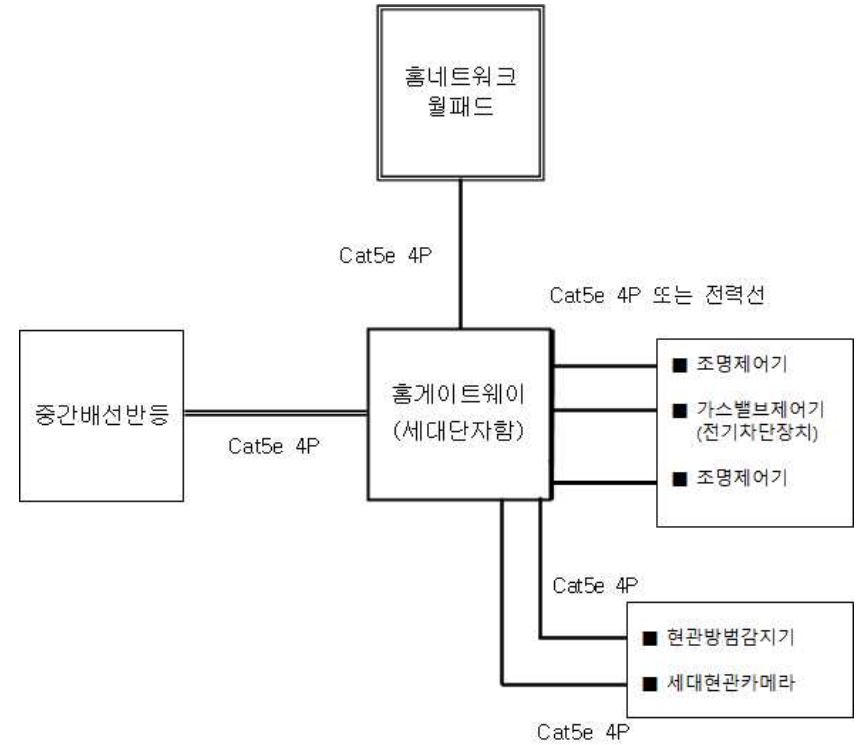 홈네트워크
월패드
Cat5e 4P
Cat5e 4P 또는 전력선
중간배선반등
Cat5e 4P
홈게이트웨이
(세대단자함)
■ 조명제어기
■ 가스밸브제어기
(전기차단장치)
■ 조명제어기
Cat5e 4P
■ 현관방범감지기
■ 세대현관카메라
Cat5e 4P